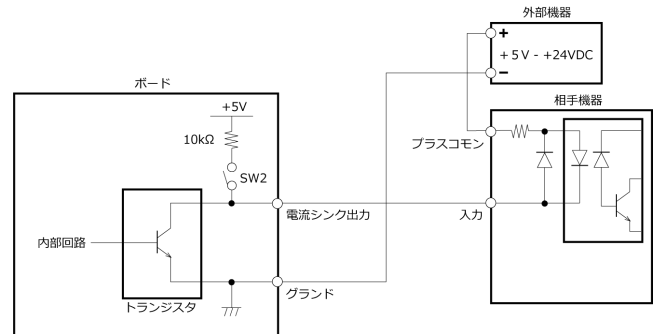 外部機器
+
+5V - +24VDC
−
ボード
相手機器
+5V
10kΩ
プラスコモン
SW2
電流シンク出力
入力
内部回路
グランド
トランジスタ